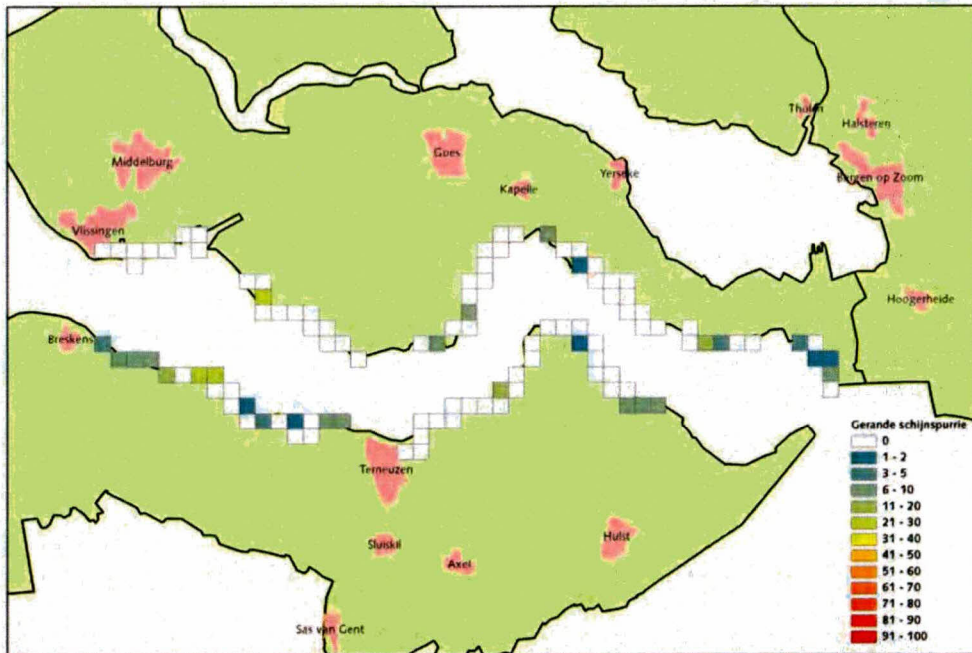 Tholen
Halsteren
Middelburg
Goes
Bergen op Zoom
Yerseke
Kapelle
Vlissingen
Hoogerheide
Breskens
Gerande schijnspurrie
0
1 - 2
3 - 5
6 - 10
11 - 20
21 - 30
31 - 40
41 - 50
51 - 60
61 - 70
71 - 80
81 - 90
91 - 100
Terneuzen
Sluiskil
Hulst
Axel
Sas van Gent